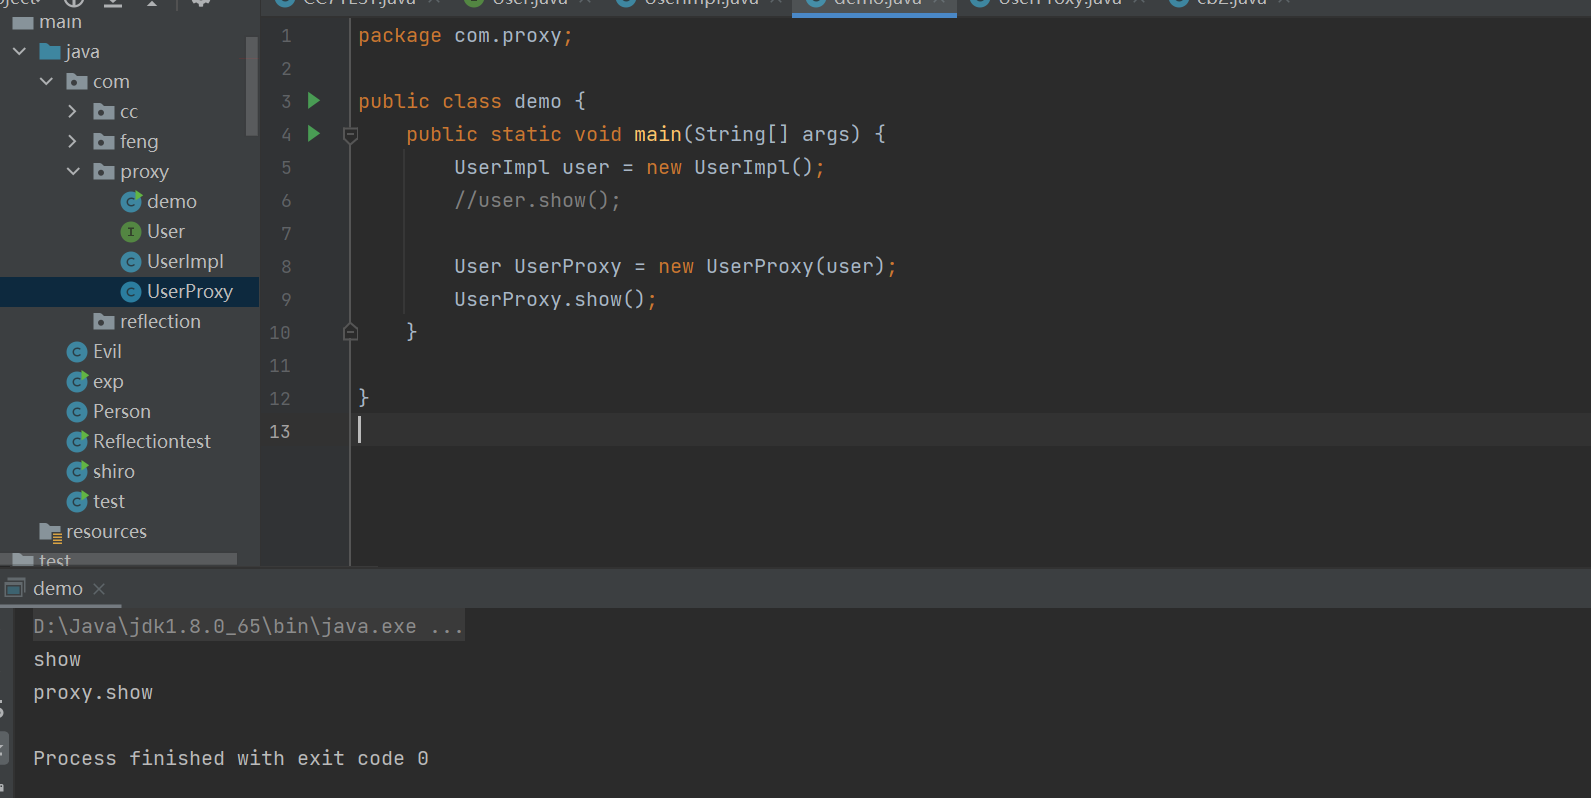 main
java
com
cc
feng
proxy
demo
User
UserImpl
UserProxy
reflection
Evil
exp
Person
Reflectiontest
shiro
test
resources
test
CC7TEST.java
User.java
UserImpl.java
demo.java
UserProxy.java
cb2.java
1 package com.proxy;
2
3 public class demo {
4 public static void main(String[] args) {
5 UserImpl user = new UserImpl();
6 //user.show();
7
8 User UserProxy = new UserProxy(user);
9 UserProxy.show();
10 }
11
12 }
13
demo
D:\Java\jdk1.8.0_65\bin\java.exe ...
show
proxy.show
Process finished with exit code 0